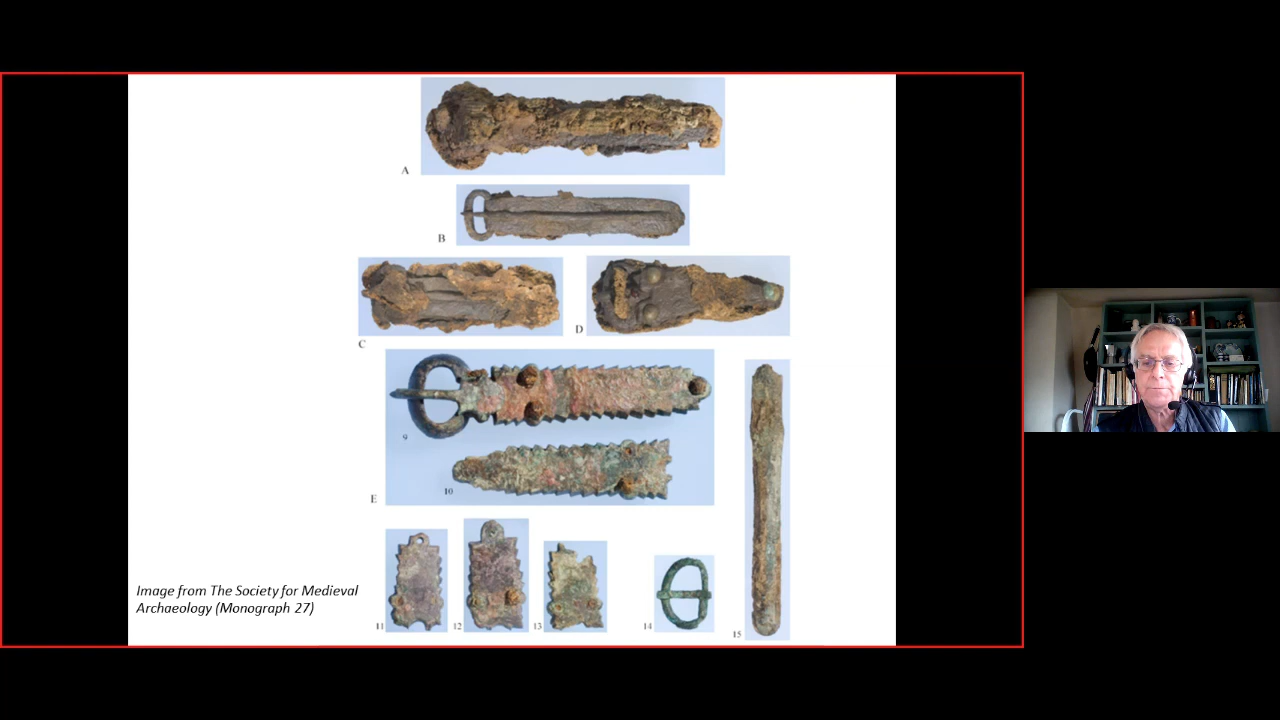 A
B
C
D
9
10
E
11
12
13
14
15
Image from The Society for Medieval
Archaeology (Monograph 27)